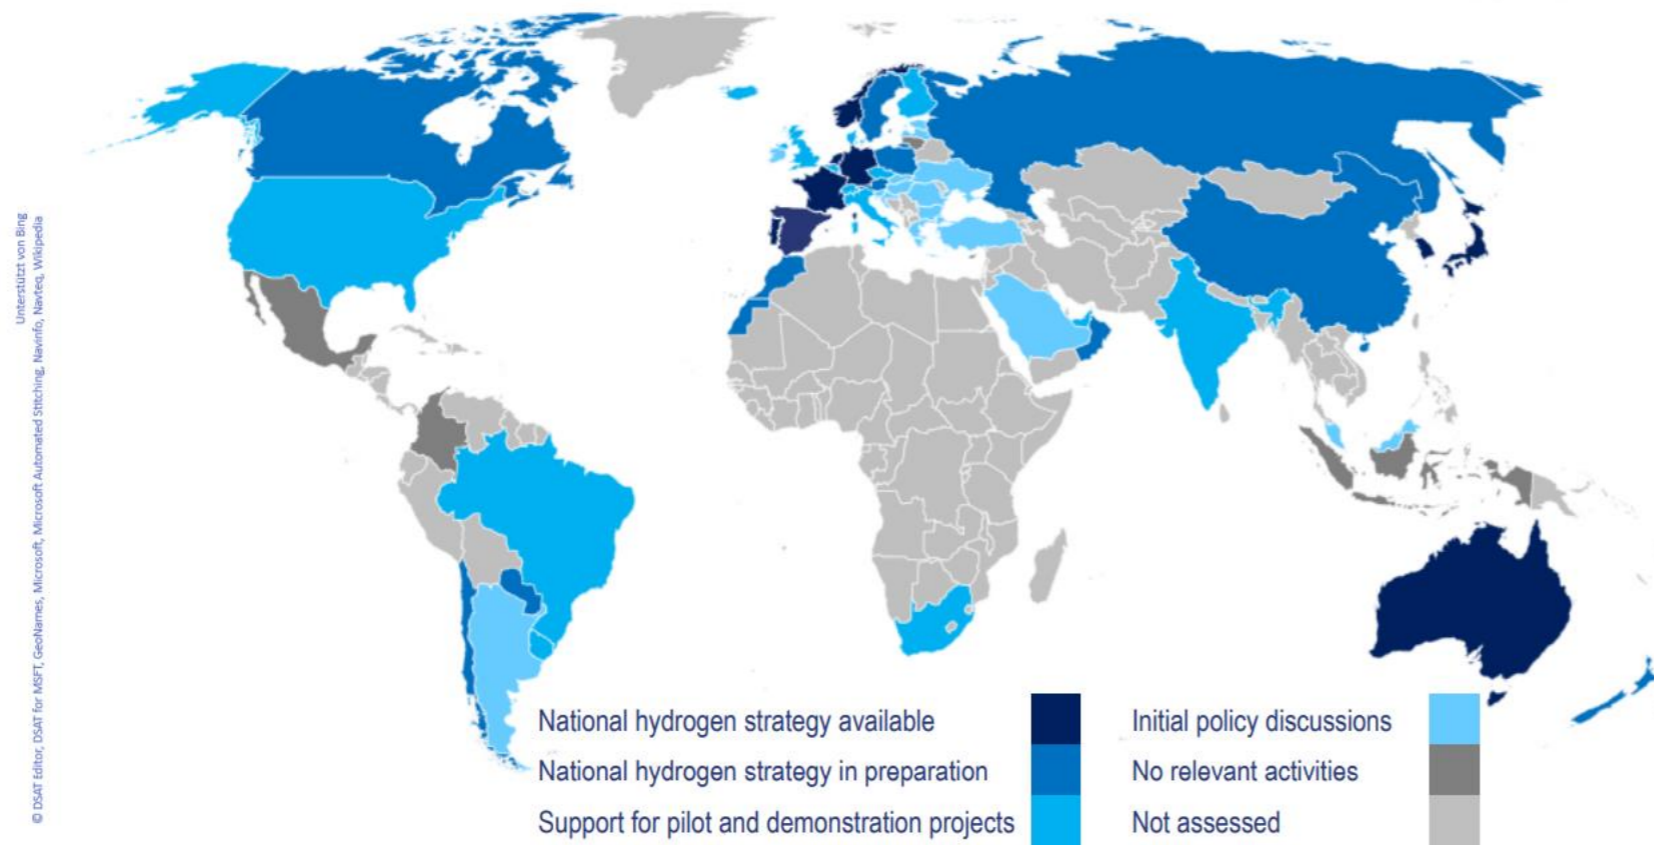 Unterstützt von Bing
© DSAT Editor, DSAT for MSFT, GeoNames, Microsoft, Microsoft Automated Stitching, Navinfo, Navteq, Wikipedia
National hydrogen strategy available
National hydrogen strategy in preparation
Support for pilot and demonstration projects
Initial policy discussions
No relevant activities
Not assessed